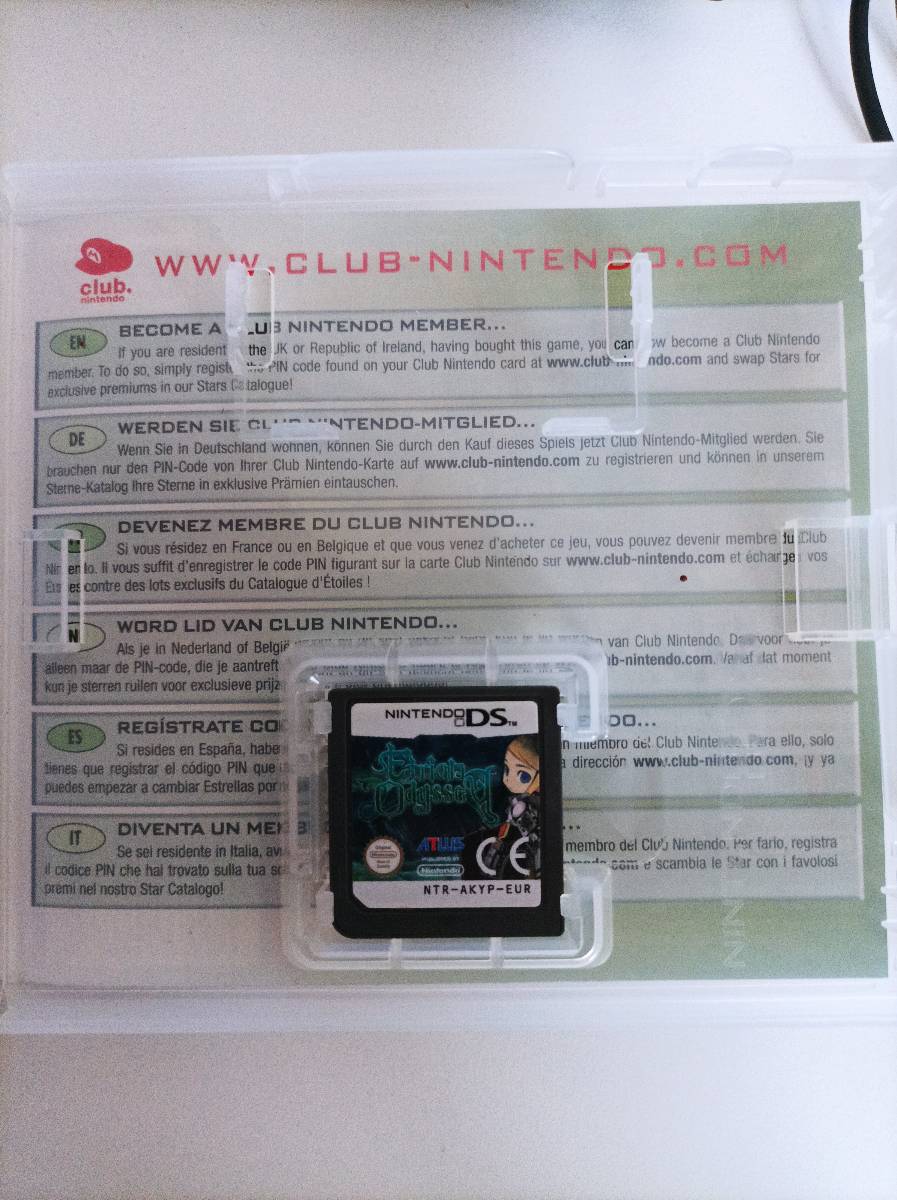 WWW.CLUB-NINTENDO.COM
club.
nintendo
EN
BECOME A CLUB NINTENDO MEMBER...
If you are resident the UK or Republic of Ireland, having bought this game, you can now become a Club Nintendo
member. To do so, simply the PIN code found on your Club Nintendo card at www.club-nintendo.com and swap Stars for
exclusive premiums in our Stars Catalogue!
DE
WERDEN SIE CLUB NINTENDO-MITGLIED...
Wenn Sie in Deutschland wohnen, können Sie durch den Kauf dieses Spiels jetzt Club Nintendo-Mitglied werden. Sie
brauchen nur den PIN-Code von Ihrer Club Nintendo-Karte auf www.club-nintendo.com zu registrieren und können in unserem
Sterne-Katalog Ihre Sterne in exklusive Prämien eintauschen.
DEVENEZ MEMBRE DU CLUB NINTENDO...
Si vous résidez en France ou en Belgique et que vous venez d'acheter ce jeu, vous pouvez devenir membre du Club
Nintendo. Il vous suffit d'enregistrer le code PIN figurant sur la carte Club Nintendo sur www.club-nintendo.com et échanger vos
contre des lots exclusifs du Catalogue d'Étoiles !
WORD LID VAN CLUB NINTENDO...
Als je in Nederland of België van Club Nintendo. voor
alleen maar de PIN-code, die je aantreft moment
kun je sterren ruilen voor exclusieve
ES
REGÍSTRATE
Si resides en España, miembro del Club Nintendo. Para ello, solo
tienes que registrar el código PIN que dirección www.club-nintendo.com, ¡y ya
puedes empezar a cambiar Estrellas por
IT
DIVENTA UN
Se sei residente in Italia, membro del Club Nintendo. Per farlo, registra
il codice PIN che hai trovato sulla tua e scambia le Star con i favolosi
premi nel nostro Star Catalogo!
NINTENDO DS™
Etrian
Odyssey
ATLUS
PUBLISHED BY
Nintendo
Original
Nintendo
CE
NTR-AKYP-EUR